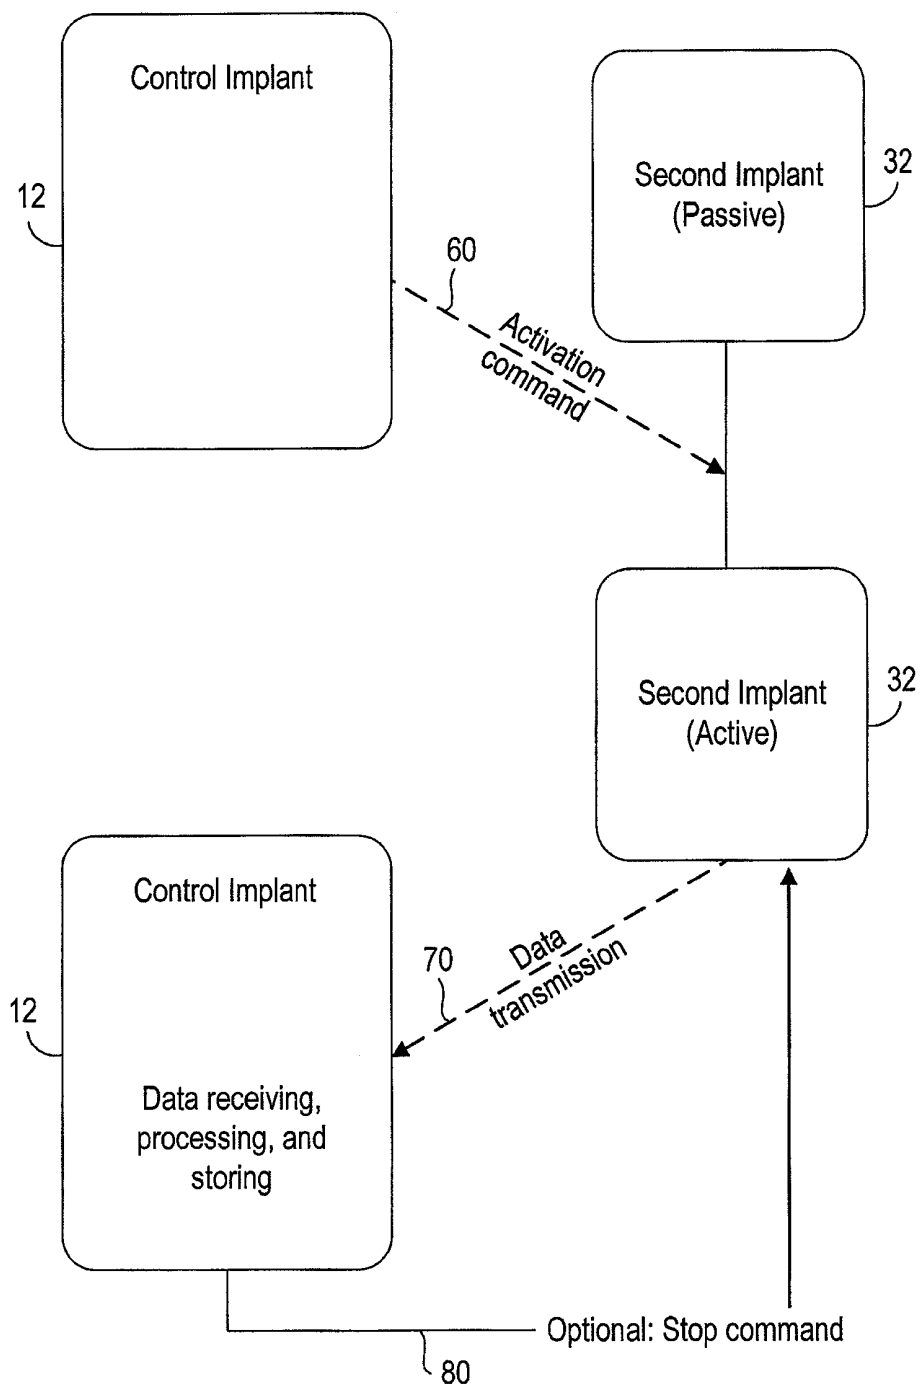 Control Implant
12
Second Implant
(Passive)
32
60
Activation
command
Second Implant
(Active)
32
Control Implant
12
70
Data
transmission
Data receiving,
processing, and
storing
Optional: Stop command
80